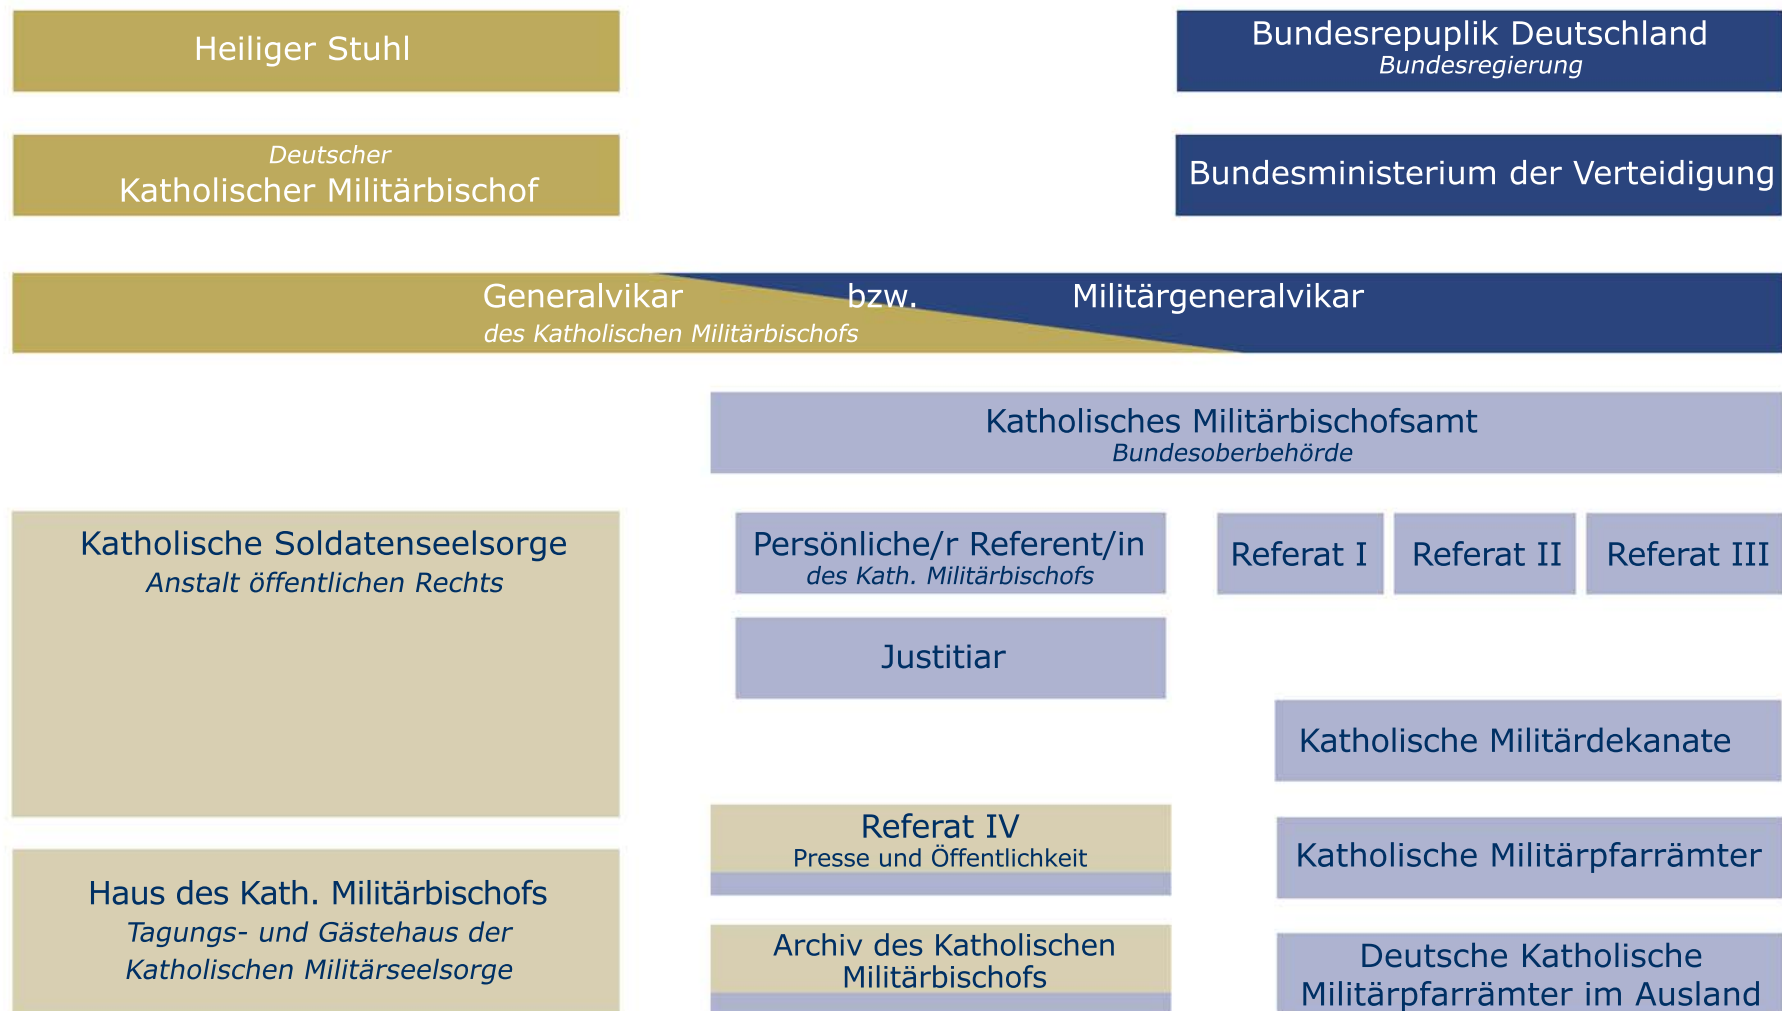 Heiliger Stuhl
Bundesrepuplik Deutschland
Bundesregierung
Deutscher
Katholischer Militärbischof
Bundesministerium der Verteidigung
Generalvikar bzw. Militärgeneralvikar
des Katholischen Militärbischofs
Katholisches Militärbischofsamt
Bundesoberbehörde
Katholische Soldatenseelsorge
Anstalt öffentlichen Rechts
Persönliche/r Referent/in
des Kath. Militärbischofs
Referat I
Referat II
Referat III
Justitiar
Katholische Militärdekanate
Referat IV
Presse und Öffentlichkeit
Katholische Militärpfarrämter
Haus des Kath. Militärbischofs
Tagungs- und Gästehaus der
Katholischen Militärseelsorge
Archiv des Katholischen
Militärbischofs
Deutsche Katholische
Militärpfarrämter im Ausland